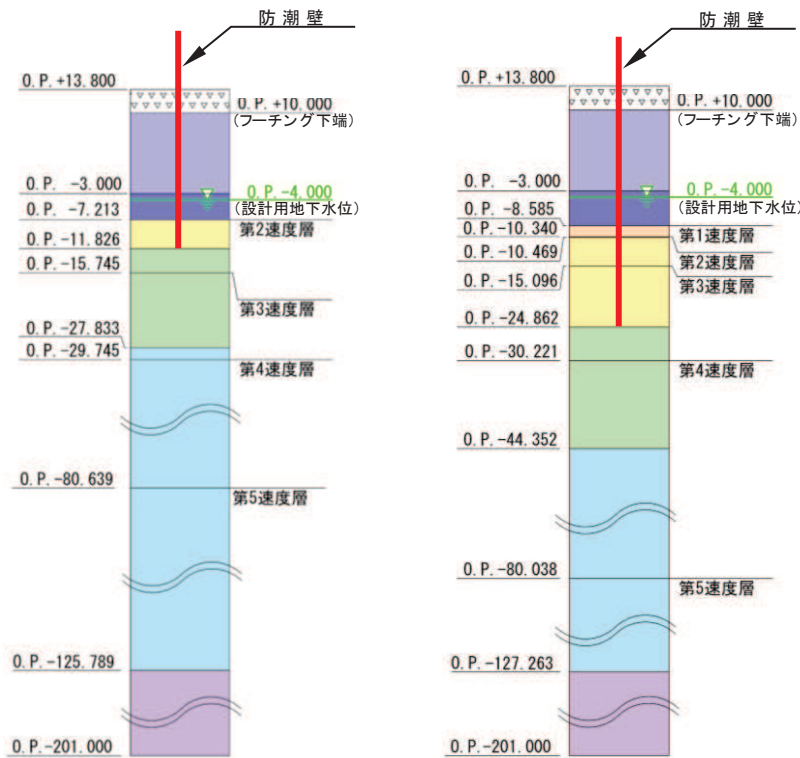 防潮壁
O.P.+13.800
O.P.+10.000
(フーチング下端)
O.P. -3.000
O.P.-4.000
O.P. -7.213
(設計用地下水位)
第2速度層
O.P.-11.826
O.P.-15.745
第3速度層
O.P.-27.833
O.P.-29.745
第4速度層
O.P.-80.639
第5速度層
O.P.-125.789
O.P.-201.000
防潮壁
O.P.+13.800
O.P.+10.000
(フーチング下端)
O.P. -3.000
O.P.-4.000
O.P. -8.585
(設計用地下水位)
O.P.-10.340
第1速度層
O.P.-10.469
第2速度層
O.P.-15.096
第3速度層
O.P.-24.862
O.P.-30.221
第4速度層
O.P.-44.352
O.P.-80.038
第5速度層
O.P.-127.263
O.P.-201.000